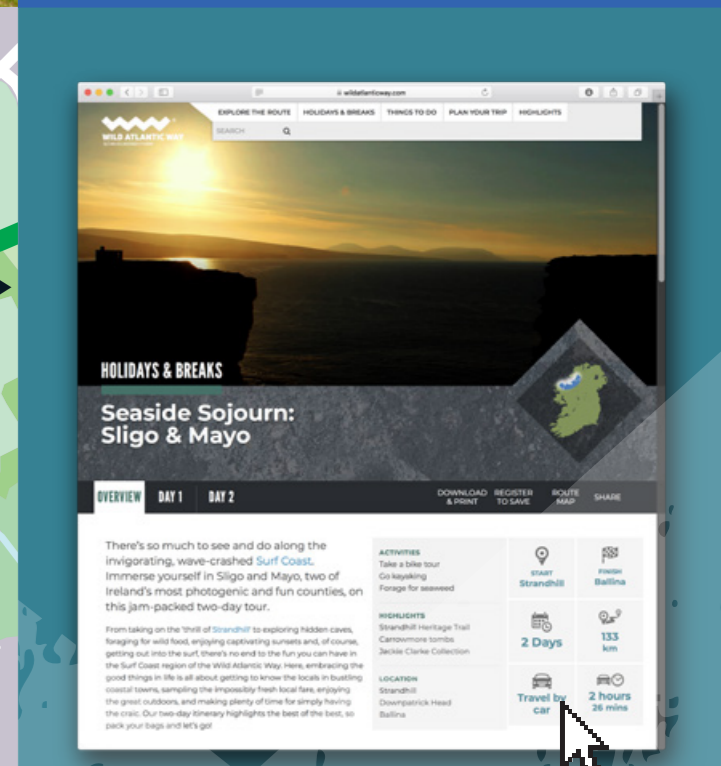 wildatlanticway.com
EXPLORE THE ROUTE HOLIDAYS & BREAKS THINGS TO DO PLAN YOUR TRIP HIGHLIGHTS
SEARCH
WILD ATLANTIC WAY
HOLIDAYS & BREAKS
Seaside Sojourn:
Sligo & Mayo
OVERVIEW DAY 1 DAY 2 DOWNLOAD & PRINT REGISTER TO SAVE ROUTE MAP SHARE
There's so much to see and do along the
invigorating, wave-crashed Surf Coast.
Immerse yourself in Sligo and Mayo, two of
Ireland's most photogenic and fun counties, on
this jam-packed two-day tour.
From taking on the 'thrill of Strandhill' to exploring hidden caves,
foraging for wild food, enjoying captivating sunsets and, of course,
getting out into the surf, there's no end to the fun you can have in
the Surf Coast region of the Wild Atlantic Way. Here, embracing the
good things in life is all about getting to know the locals in bustling
coastal towns, sampling the impossibly fresh local fare, enjoying
the great outdoors, and making plenty of time for simply having
the craic. Our two-day itinerary highlights the best of the best, so
pack your bags and let's go!
ACTIVITIES
Take a bike tour
Go kayaking
Forage for seaweed
HIGHLIGHTS
Strandhill Heritage Trail
Carrowmore tombs
Jackie Clarke Collection
LOCATION
Strandhill
Downpatrick Head
Ballina
START
Strandhill
FINISH
Ballina
2 Days
133
km
Travel by
car
2 hours
26 mins